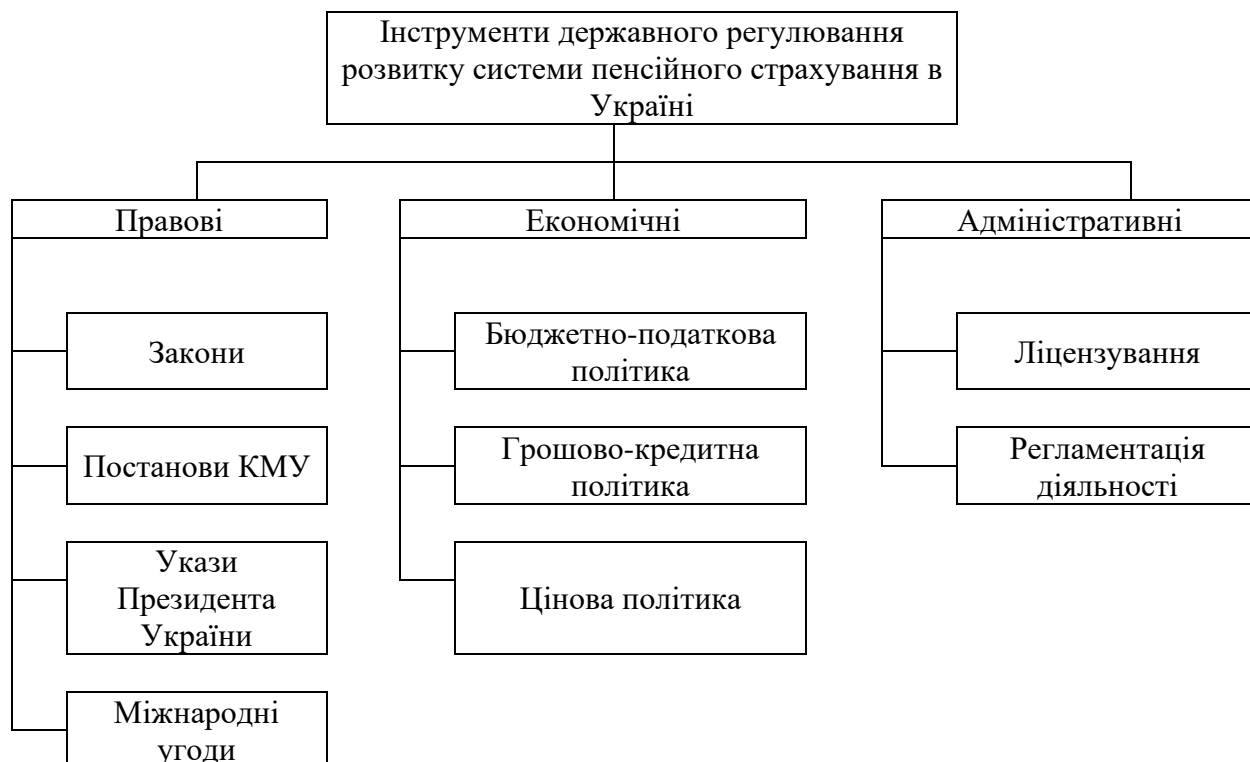 Інструменти державного регулювання
розвитку системи пенсійного страхування в
Україні
Правові
Економічні
Адміністративні
Закони
Бюджетно-податкова
політика
Ліцензування
Постанови КМУ
Грошово-кредитна
політика
Регламентація
діяльності
Укази
Президента
України
Цінова політика
Міжнародні
угоди